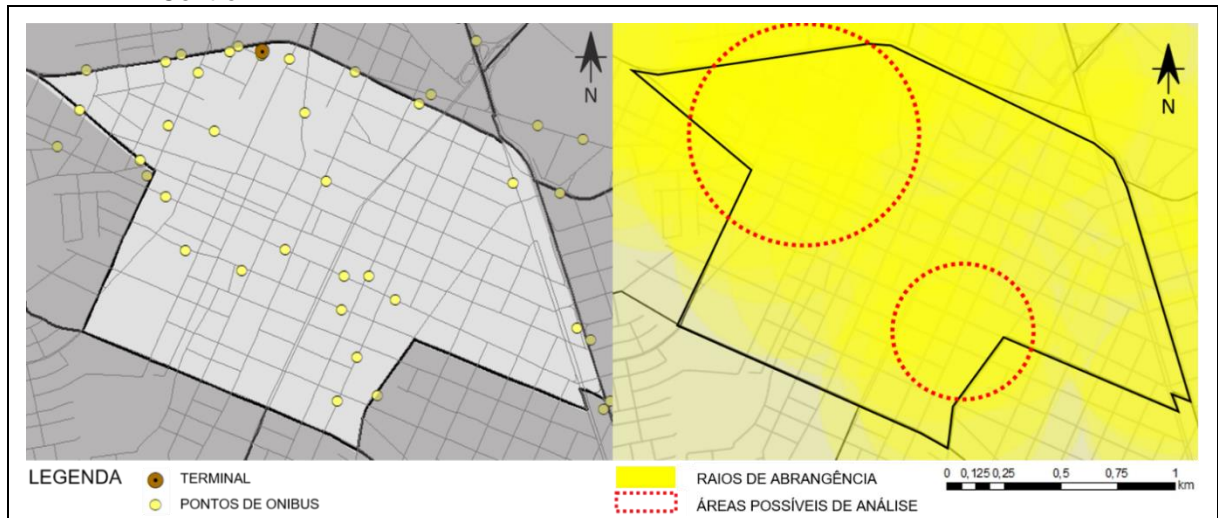 N
N
LEGENDA
TERMINAL
PONTOS DE ONIBUS
RAIOS DE ABRANGÊNCIA
ÁREAS POSSÍVEIS DE ANÁLISE
0 0,125 0,25 0,5 0,75 1
km